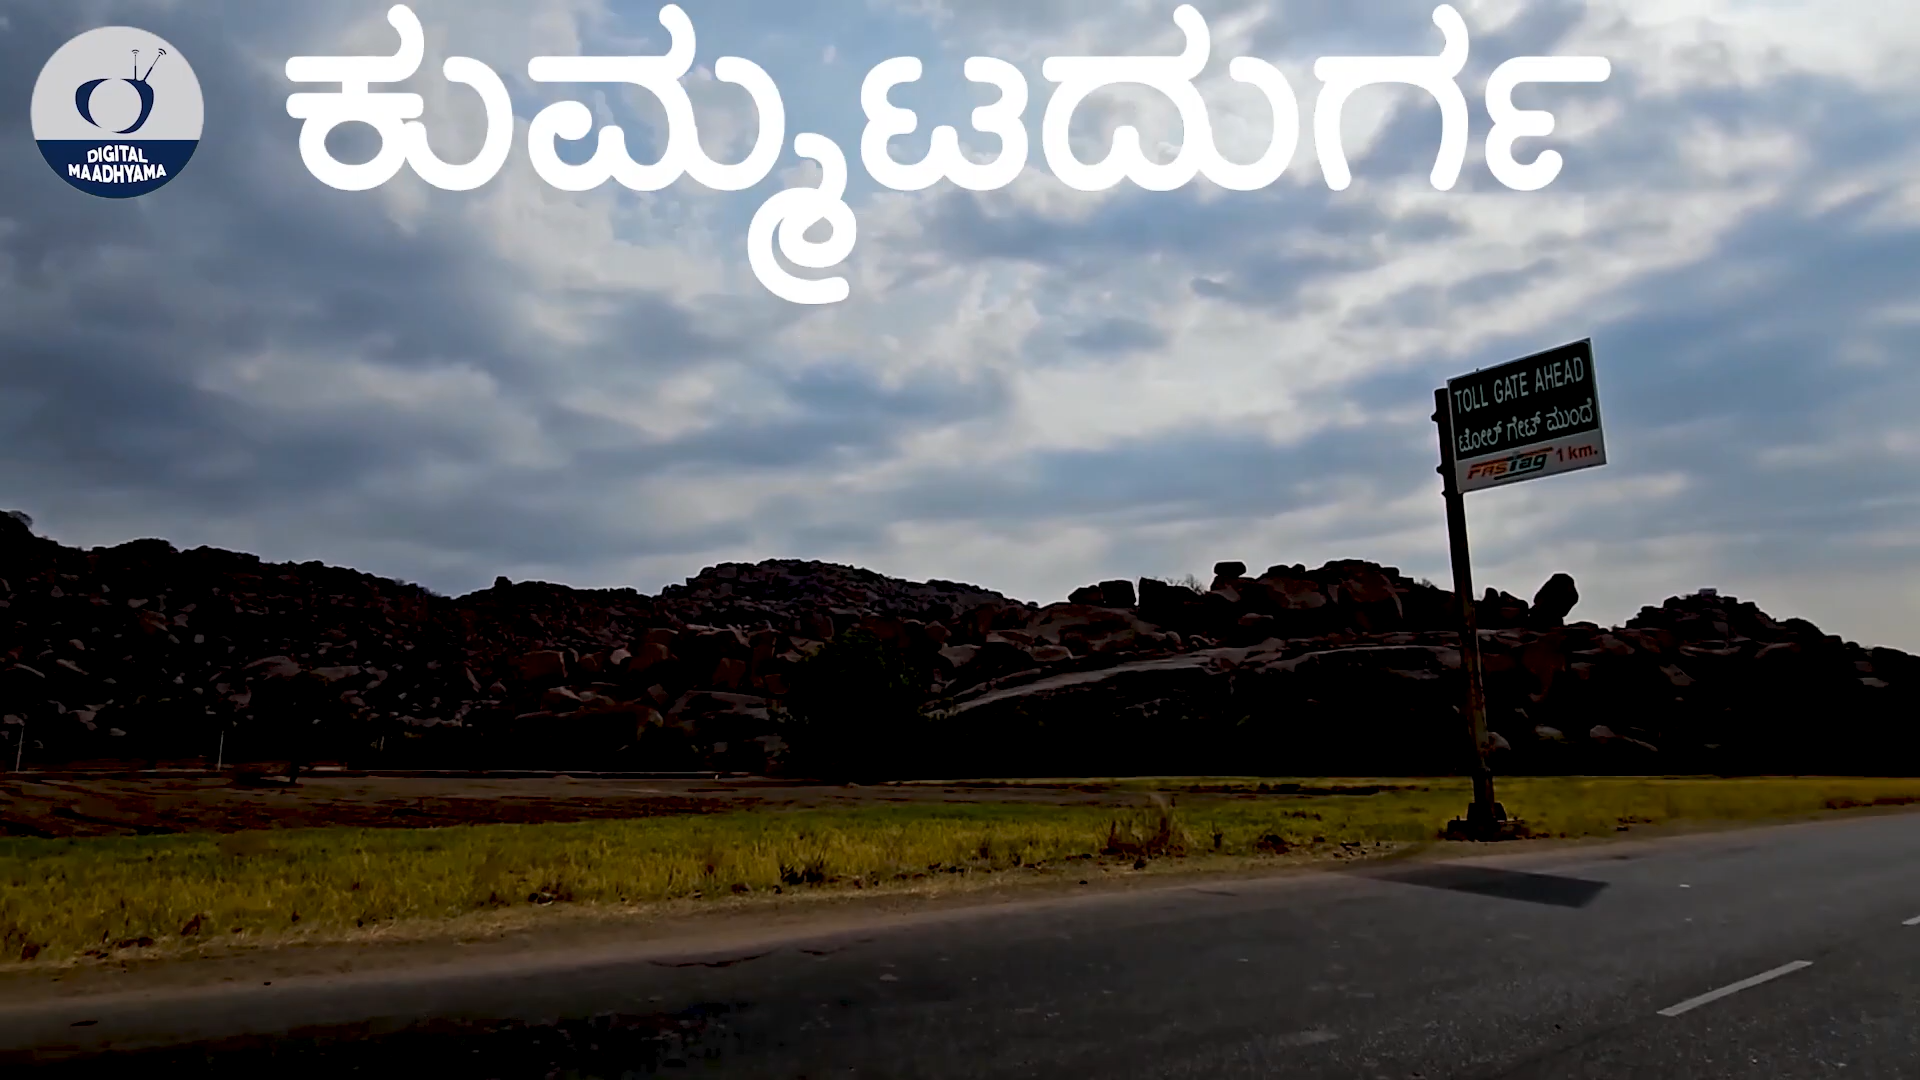 ಕುಮ್ಮಟದುರ್ಗ
DIGITAL
MAADHYAMA
TOLL GATE AHEAD
ಟೋಲ್ ಗೇಟ್ ಮುಂದೆ
FASTag 1 km.